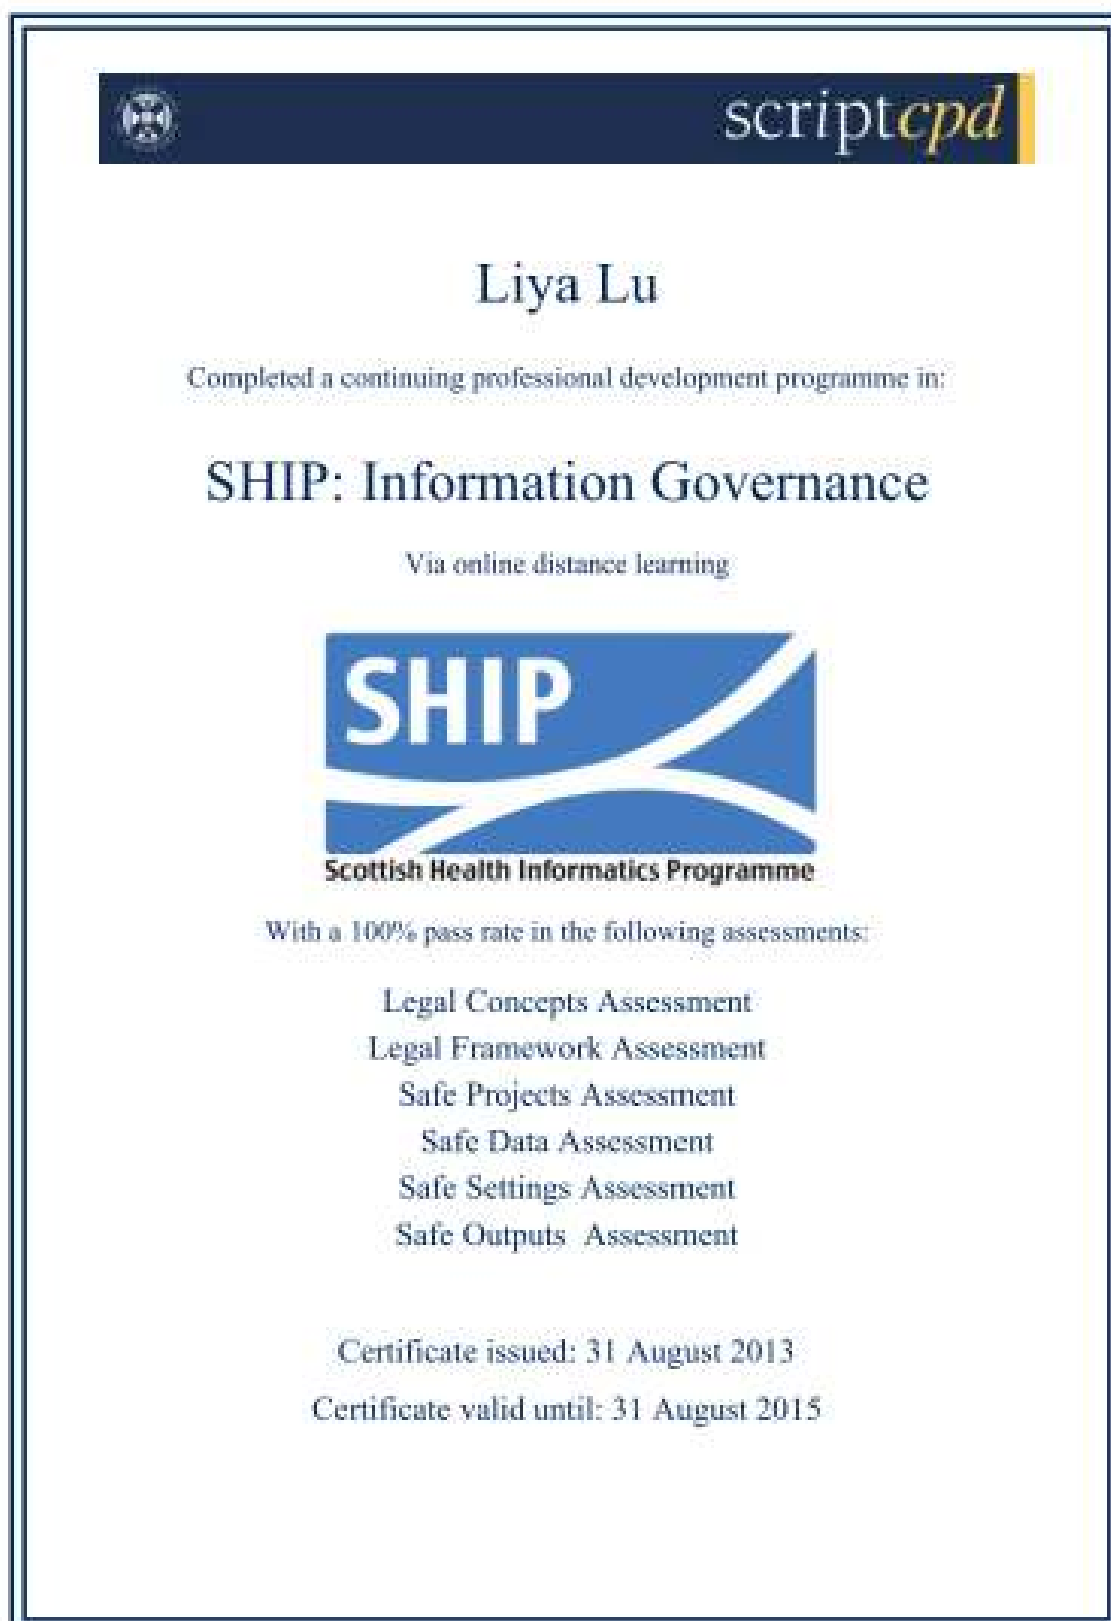 scriptcpd
Liya Lu
Completed a continuing professional development programme in:
SHIP: Information Governance
Via online distance learning
SHIP
Scottish Health Informatics Programme
With a 100% pass rate in the following assessments:
Legal Concepts Assessment
Legal Framework Assessment
Safe Projects Assessment
Safe Data Assessment
Safe Settings Assessment
Safe Outputs Assessment
Certificate issued: 31 August 2013
Certificate valid until: 31 August 2015